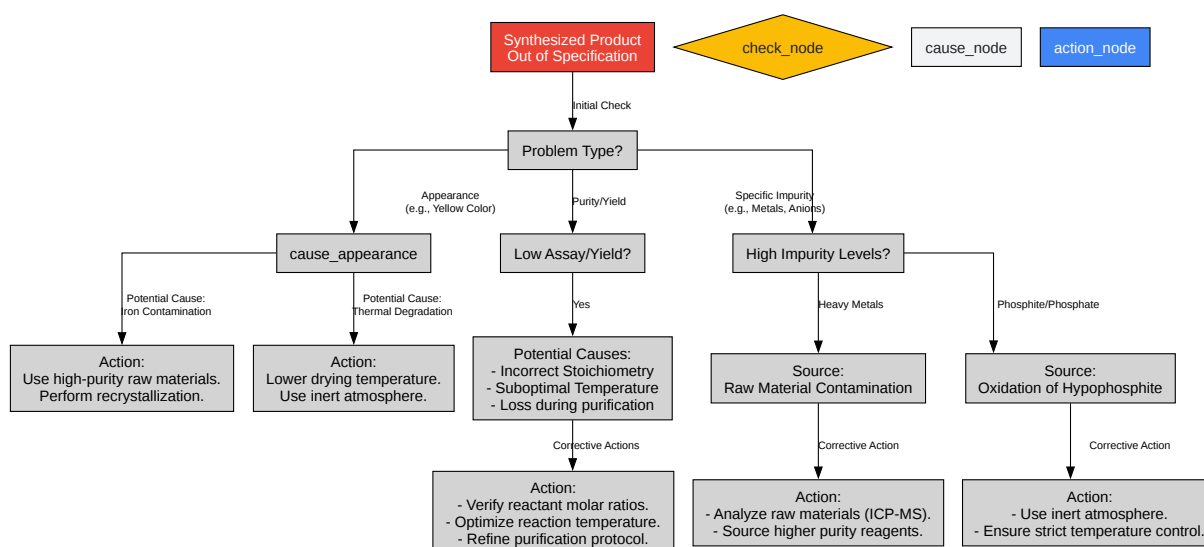 Synthesized Product
Out of Specification
check_node
cause_node
action_node
Initial Check
Problem Type?
Appearance
(e.g., Yellow Color)
Purity/Yield
Specific Impurity
(e.g., Metals, Anions)
cause_appearance
Low Assay/Yield?
High Impurity Levels?
Potential Cause:
Iron Contamination
Potential Cause:
Thermal Degradation
Yes
Heavy Metals
Phosphite/Phosphate
Action:
Use high-purity raw materials.
Perform recrystallization.
Action:
Lower drying temperature.
Use inert atmosphere.
Potential Causes:
- Incorrect Stoichiometry
- Suboptimal Temperature
- Loss during purification
Source:
Raw Material Contamination
Source:
Oxidation of Hypophosphite
Corrective Actions
Corrective Action
Corrective Action
Action:
- Verify reactant molar ratios.
- Optimize reaction temperature.
- Refine purification protocol.
Action:
- Analyze raw materials (ICP-MS).
- Source higher purity reagents.
Action:
- Use inert atmosphere.
- Ensure strict temperature control.